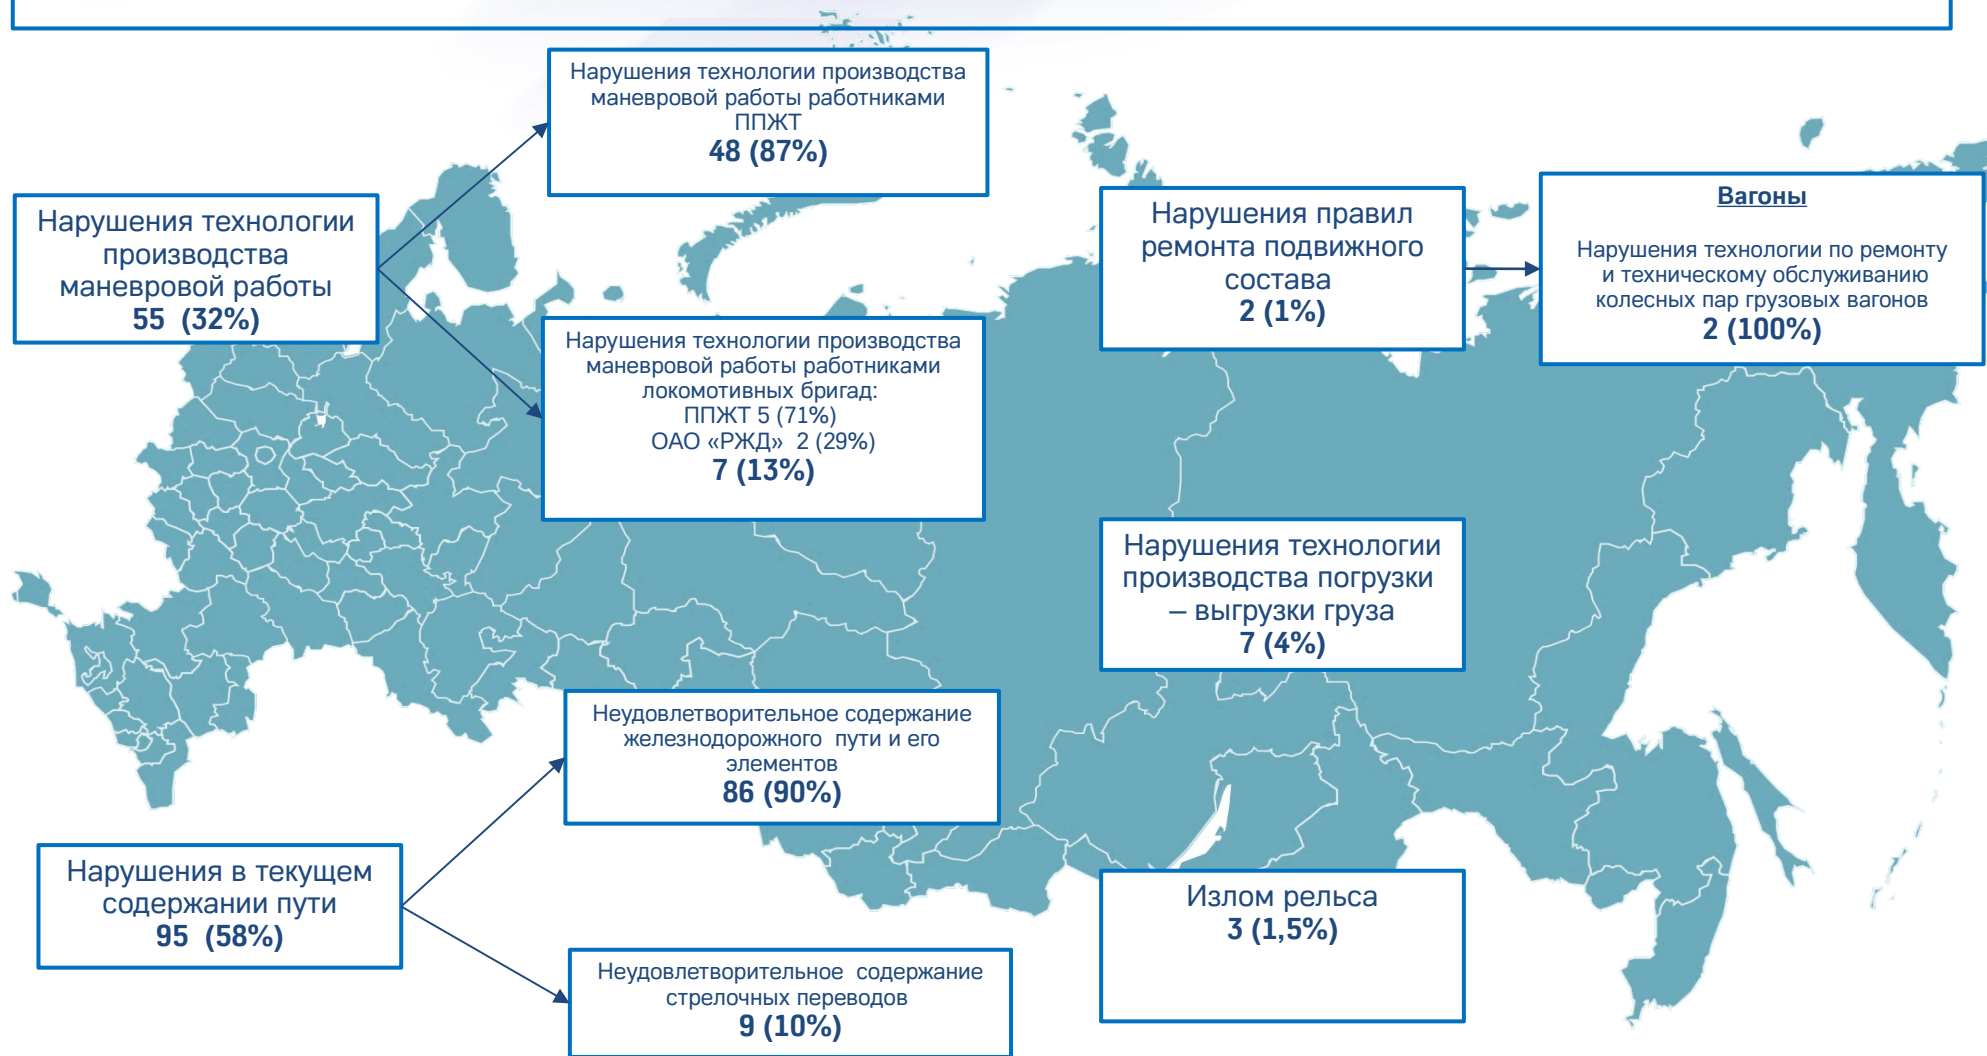 Нарушения технологии производства
маневровой работы работниками
ППЖТ
48 (87%)
Нарушения технологии
производства
маневровой работы
55 (32%)
Нарушения технологии производства
маневровой работы работниками
локомотивных бригад:
ППЖТ 5 (71%)
ОАО «РЖД» 2 (29%)
7 (13%)
Нарушения правил
ремонта подвижного
состава
2 (1%)
Вагоны
Нарушения технологии по ремонту
и техническому обслуживанию
колесных пар грузовых вагонов
2 (100%)
Нарушения технологии
производства погрузки
– выгрузки груза
7 (4%)
Неудовлетворительное содержание
железнодорожного пути и его
элементов
86 (90%)
Нарушения в текущем
содержании пути
95 (58%)
Неудовлетворительное содержание
стрелочных переводов
9 (10%)
Излом рельса
3 (1,5%)